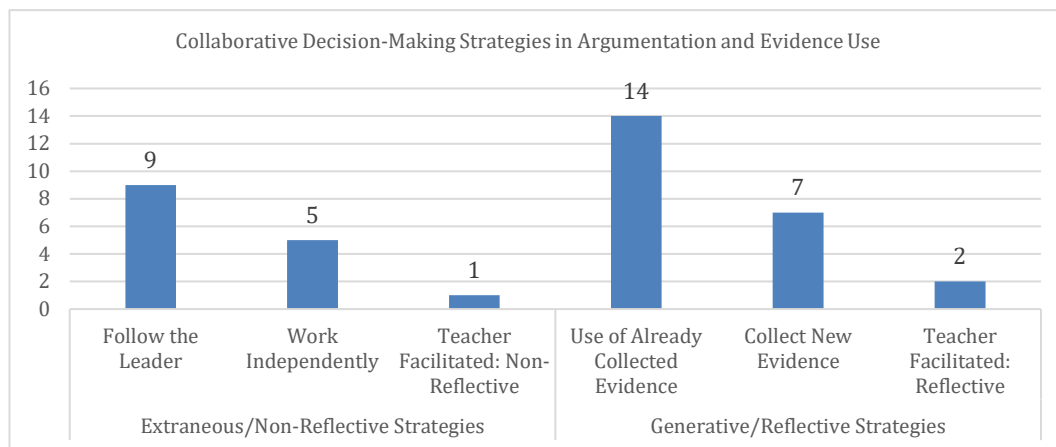 Collaborative Decision-Making Strategies in Argumentation and Evidence Use
16
14
12
10
8
6
4
2
0
9
5
1
14
7
2
Follow the
Leader
Work
Independently
Teacher
Facilitated: Non-
Reflective
Use of Already
Collected
Evidence
Collect New
Evidence
Teacher
Facilitated:
Reflective
Extraneous/Non-Reflective Strategies
Generative/Reflective Strategies